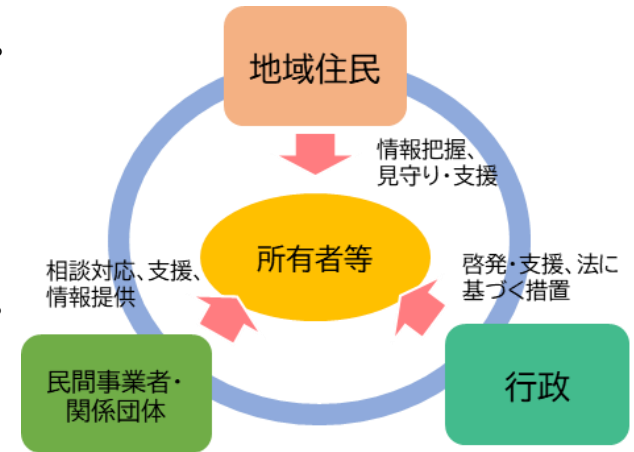 地域住民
情報把握、
見守り・支援
所有者等
相談対応、支援、
情報提供
啓発・支援、法に
基づく措置
民間事業者・
関係団体
行政